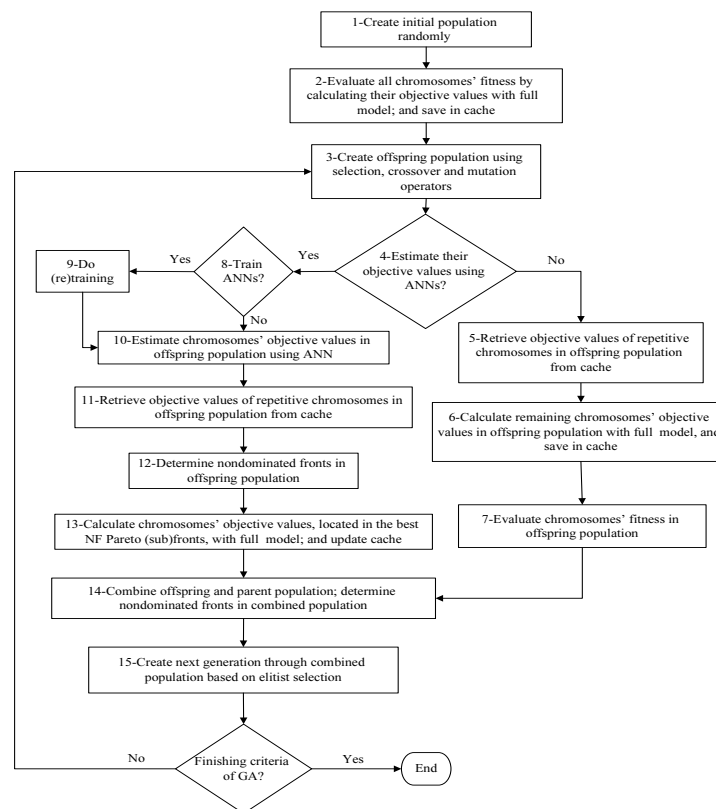 1-Create initial population
randomly
2-Evaluate all chromosomes' fitness by
calculating their objective values with full
model; and save in cache
3-Create offspring population using
selection, crossover and mutation
operators
4-Estimate their
objective values using
ANNs?
Yes
No
8-Train
ANNs?
Yes
No
9-Do
(re)training
10-Estimate chromosomes' objective values in
offspring population using ANN
11-Retrieve objective values of repetitive chromosomes in
offspring population from cache
12-Determine nondominated fronts in
offspring population
13-Calculate chromosomes' objective values, located in the best
NF Pareto (sub)fronts, with full model; and update cache
5-Retrieve objective values of repetitive
chromosomes in offspring population
from cache
6-Calculate remaining chromosomes' objective
values in offspring population with full model, and
save in cache
7-Evaluate chromosomes' fitness in
offspring population
14-Combine offspring and parent population; determine
nondominated fronts in combined population
15-Create next generation through combined
population based on elitist selection
Finishing criteria
of GA?
No
Yes
End